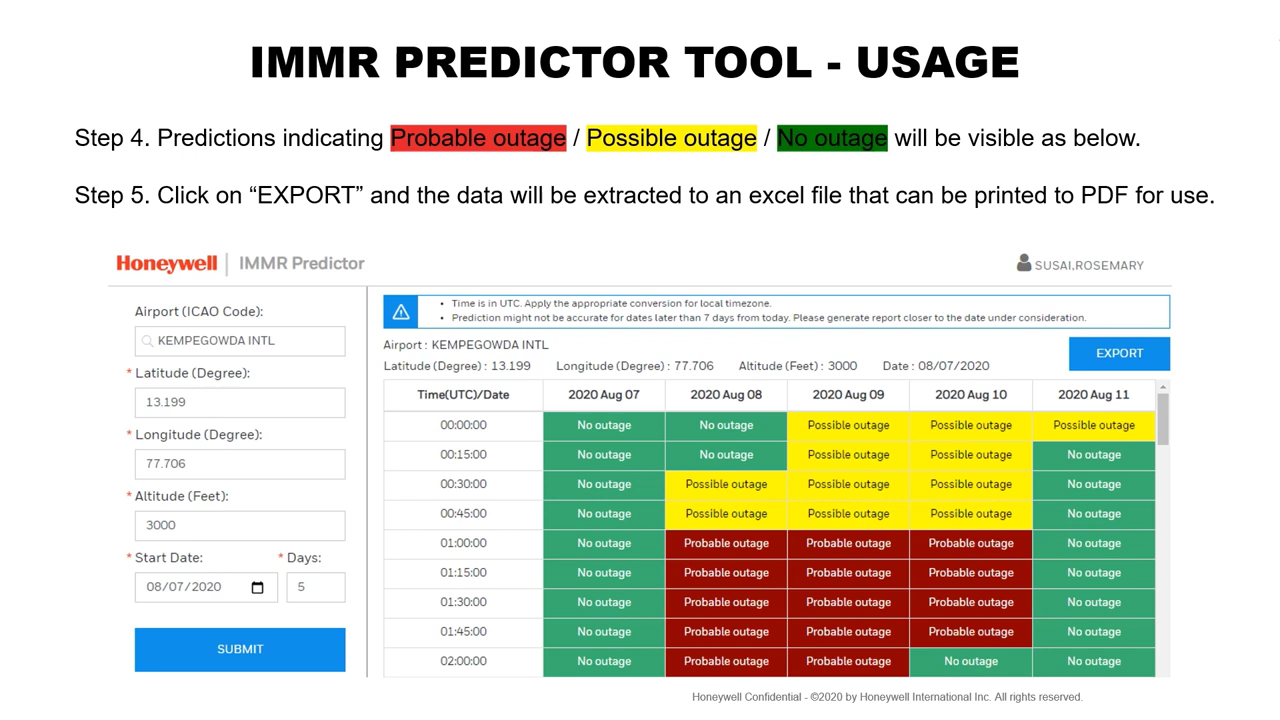 IMMR PREDICTOR TOOL - USAGE
Step 4. Predictions indicating Probable outage / Possible outage / No outage will be visible as below.
Step 5. Click on “EXPORT” and the data will be extracted to an excel file that can be printed to PDF for use.
Honeywell | IMMR Predictor
SUSAI,ROSEMARY
Airport (ICAO Code):
KEMPEGOWDA INTL
* Latitude (Degree):
13.199
* Longitude (Degree):
77.706
* Altitude (Feet):
3000
* Start Date: * Days:
08/07/2020 5
SUBMIT
• Time is in UTC. Apply the appropriate conversion for local timezone.
• Prediction might not be accurate for dates later than 7 days from today. Please generate report closer to the date under consideration.
Airport : KEMPEGOWDA INTL
EXPORT
Latitude (Degree) : 13.199 Longitude (Degree) : 77.706 Altitude (Feet) : 3000 Date : 08/07/2020
Time(UTC)/Date 2020 Aug 07 2020 Aug 08 2020 Aug 09 2020 Aug 10 2020 Aug 11
00:00:00 No outage No outage Possible outage Possible outage Possible outage
00:15:00 No outage No outage Possible outage Possible outage No outage
00:30:00 No outage Possible outage Possible outage Possible outage No outage
00:45:00 No outage Possible outage Possible outage Possible outage No outage
01:00:00 No outage Probable outage Probable outage Probable outage No outage
01:15:00 No outage Probable outage Probable outage Probable outage No outage
01:30:00 No outage Probable outage Probable outage Probable outage No outage
01:45:00 No outage Probable outage Probable outage Probable outage No outage
02:00:00 No outage Probable outage Probable outage No outage No outage
Honeywell Confidential - ©2020 by Honeywell International Inc. All rights reserved.